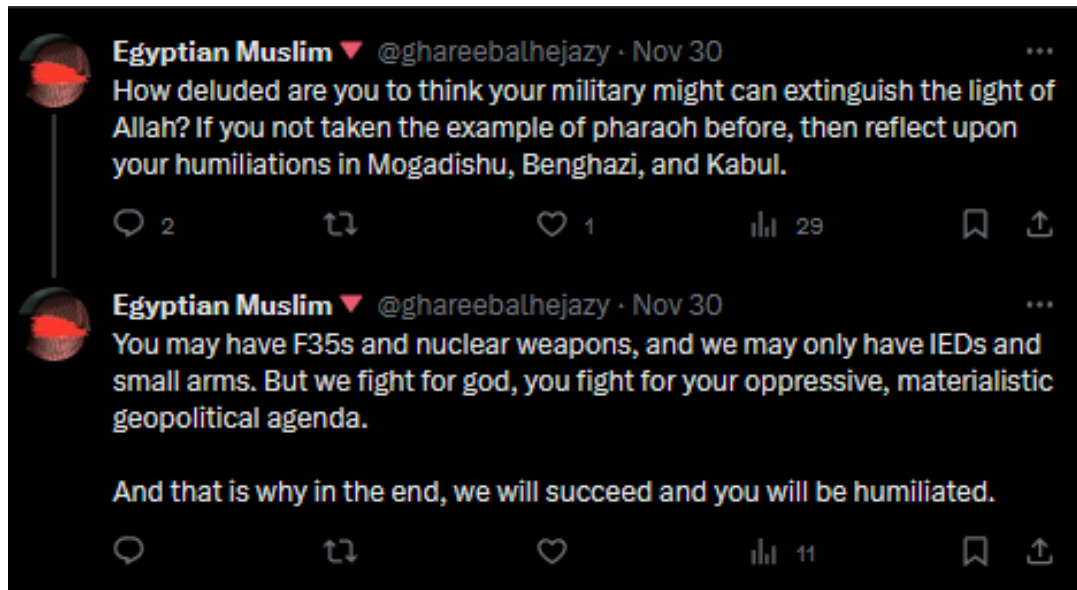 Egyptian Muslim🔻 @ghareebalhejazy · Nov 30
How deluded are you to think your military might can extinguish the light of
Allah? If you not taken the example of pharaoh before, then reflect upon
your humiliations in Mogadishu, Benghazi, and Kabul.
2 1 29
Egyptian Muslim🔻 @ghareebalhejazy · Nov 30
You may have F35s and nuclear weapons, and we may only have IEDs and
small arms. But we fight for god, you fight for your oppressive, materialistic
geopolitical agenda.
And that is why in the end, we will succeed and you will be humiliated.
11